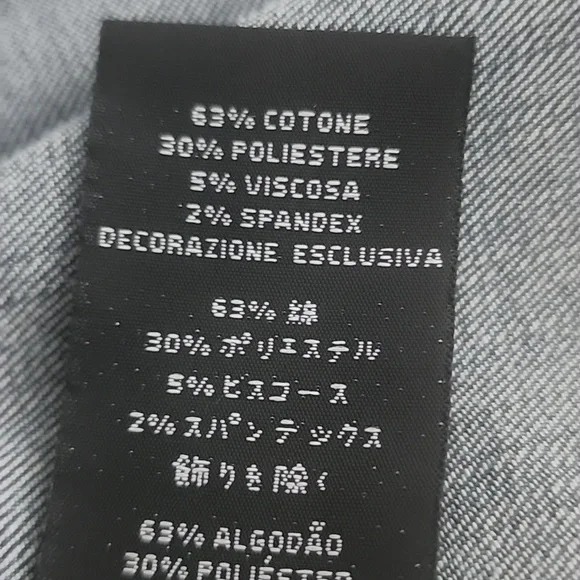 63% COTONE
30% POLIESTERE
5% VISCOSA
2% SPANDEX
DECORAZIONE ESCLUSIVA
63% 綿
30% ポリエステル
5% ビスコース
2% スパンデックス
飾りを除く
63% ALGODÃO
30% POLIÉSTER